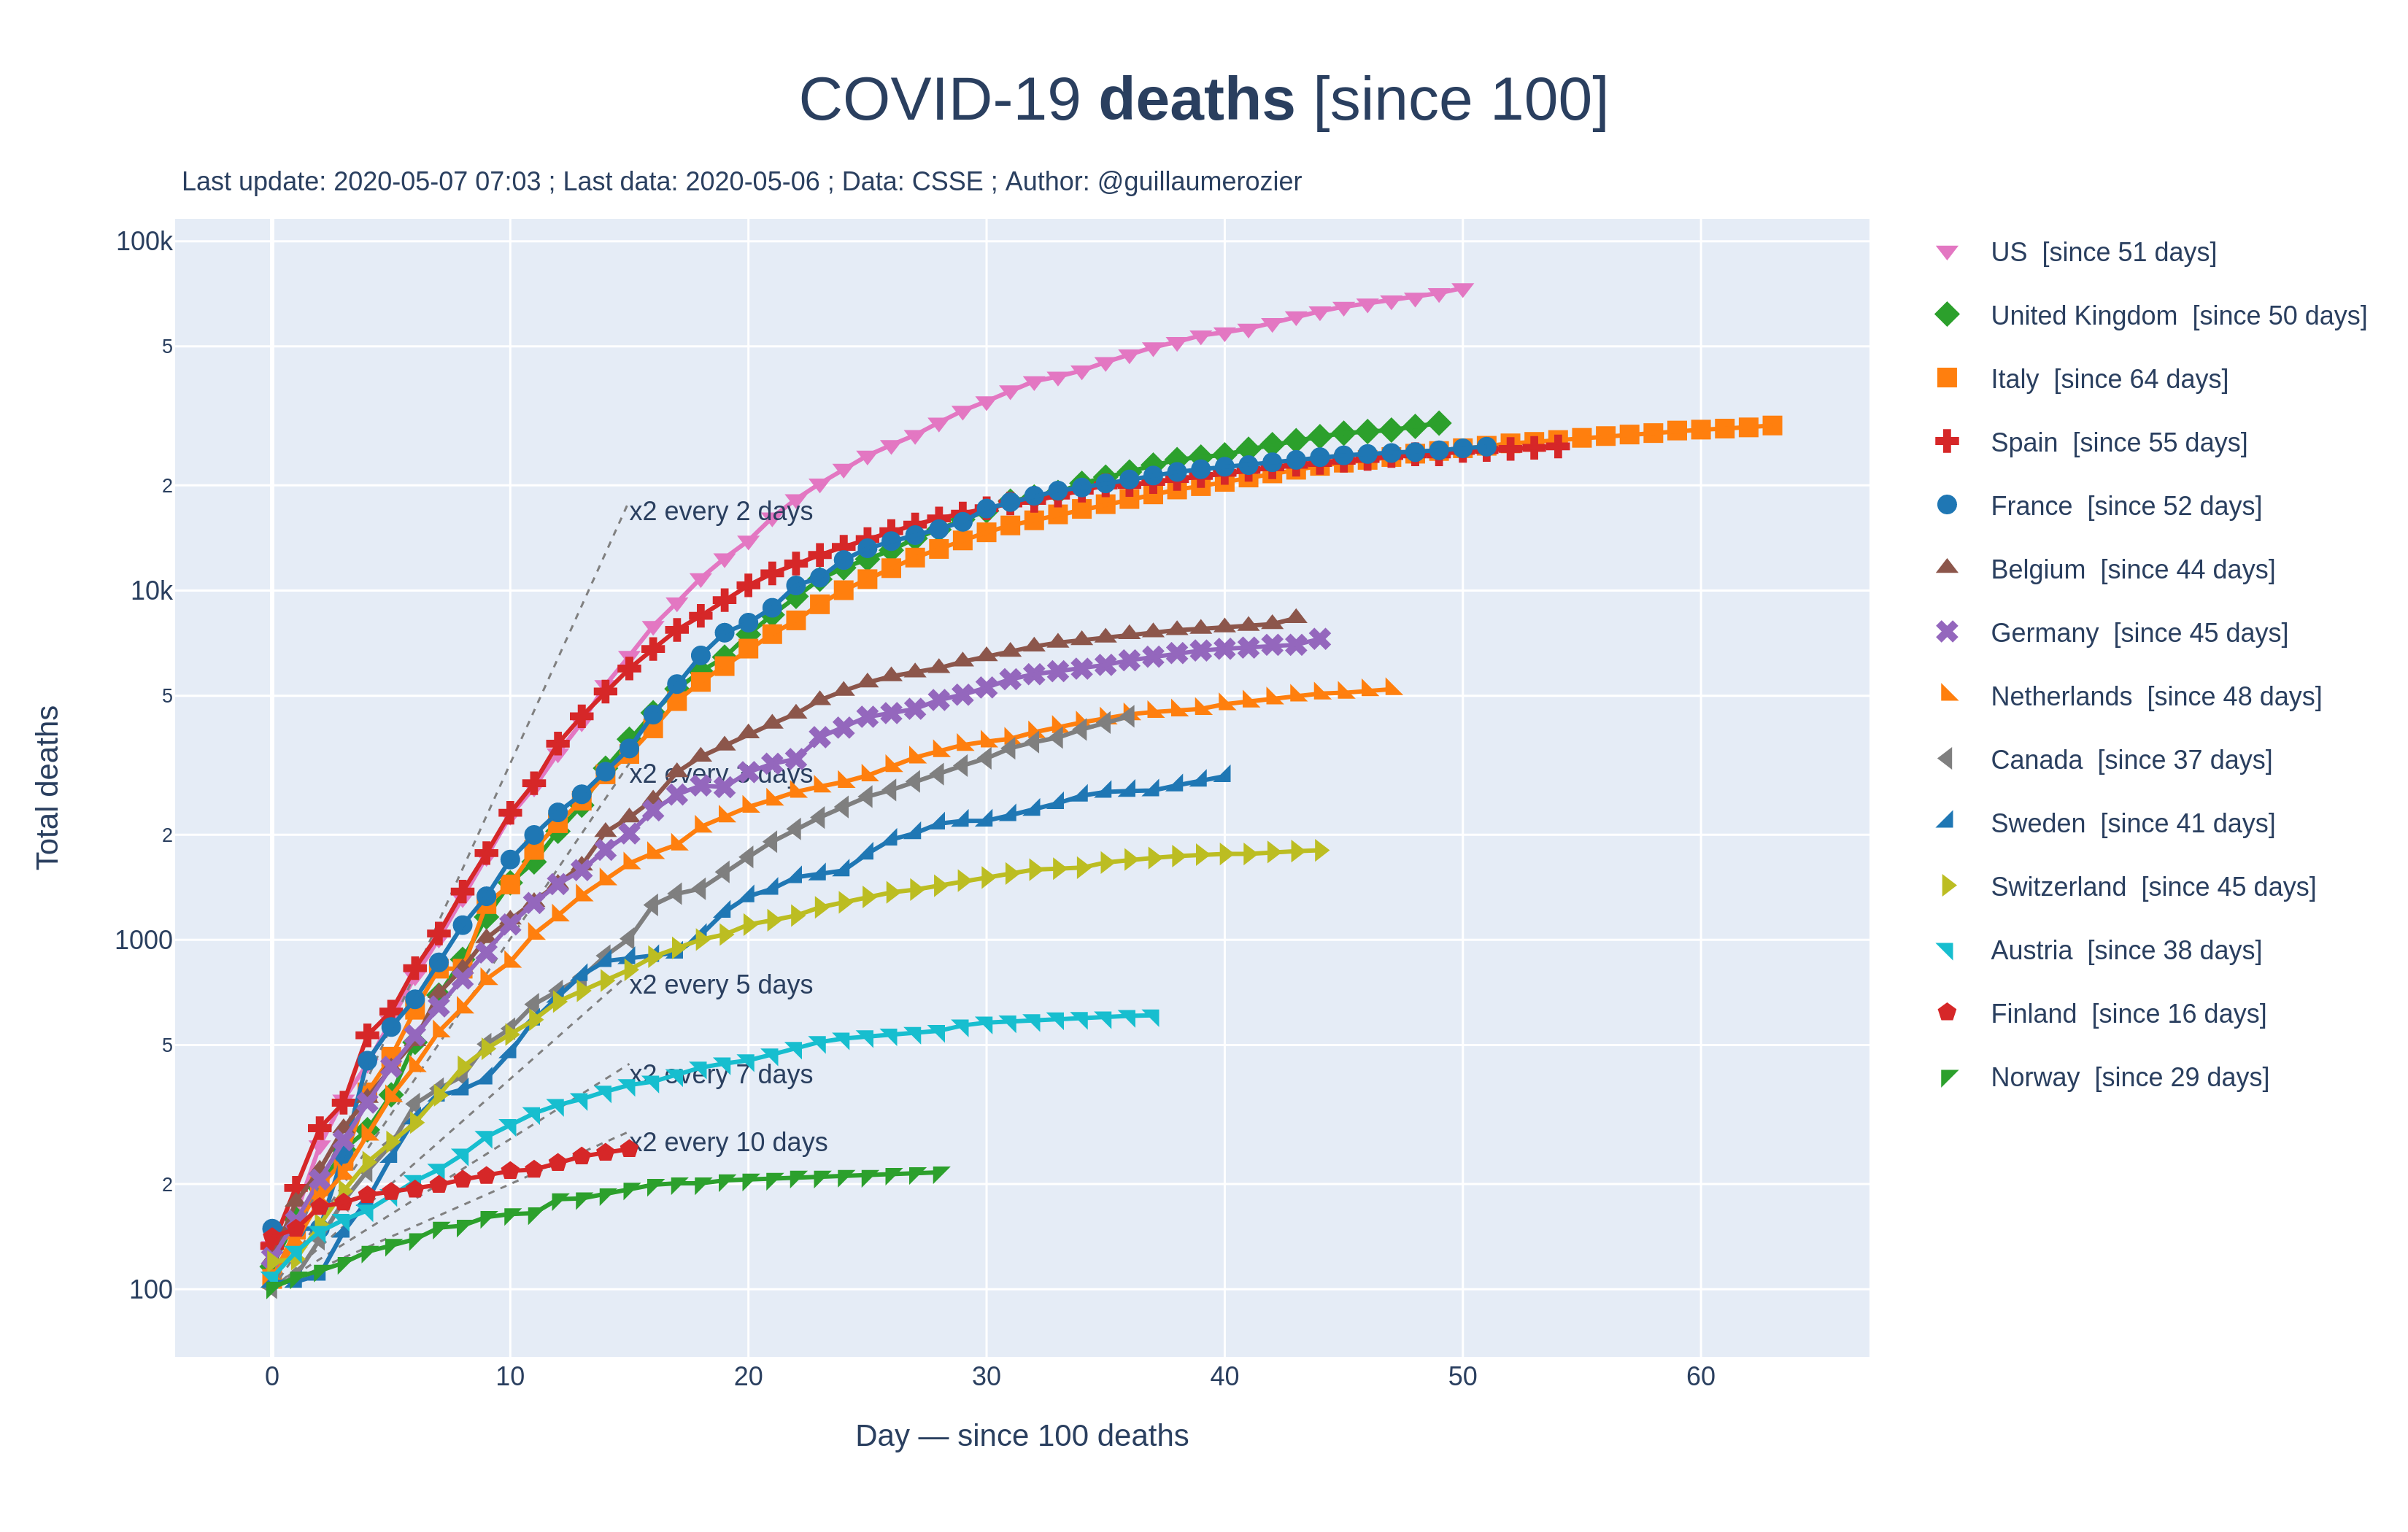 COVID-19 deaths [since 100]
Last update: 2020-05-07 07:03 ; Last data: 2020-05-06 ; Data: CSSE ; Author: @guillaumerozier
100k
5
2
10k
5
2
1000
5
2
100
Total deaths
x2 every 2 days
x2 every 3 days
x2 every 5 days
x2 every 7 days
x2 every 10 days
0 10 20 30 40 50 60
Day — since 100 deaths
US [since 51 days]
United Kingdom [since 50 days]
Italy [since 64 days]
Spain [since 55 days]
France [since 52 days]
Belgium [since 44 days]
Germany [since 45 days]
Netherlands [since 48 days]
Canada [since 37 days]
Sweden [since 41 days]
Switzerland [since 45 days]
Austria [since 38 days]
Finland [since 16 days]
Norway [since 29 days]